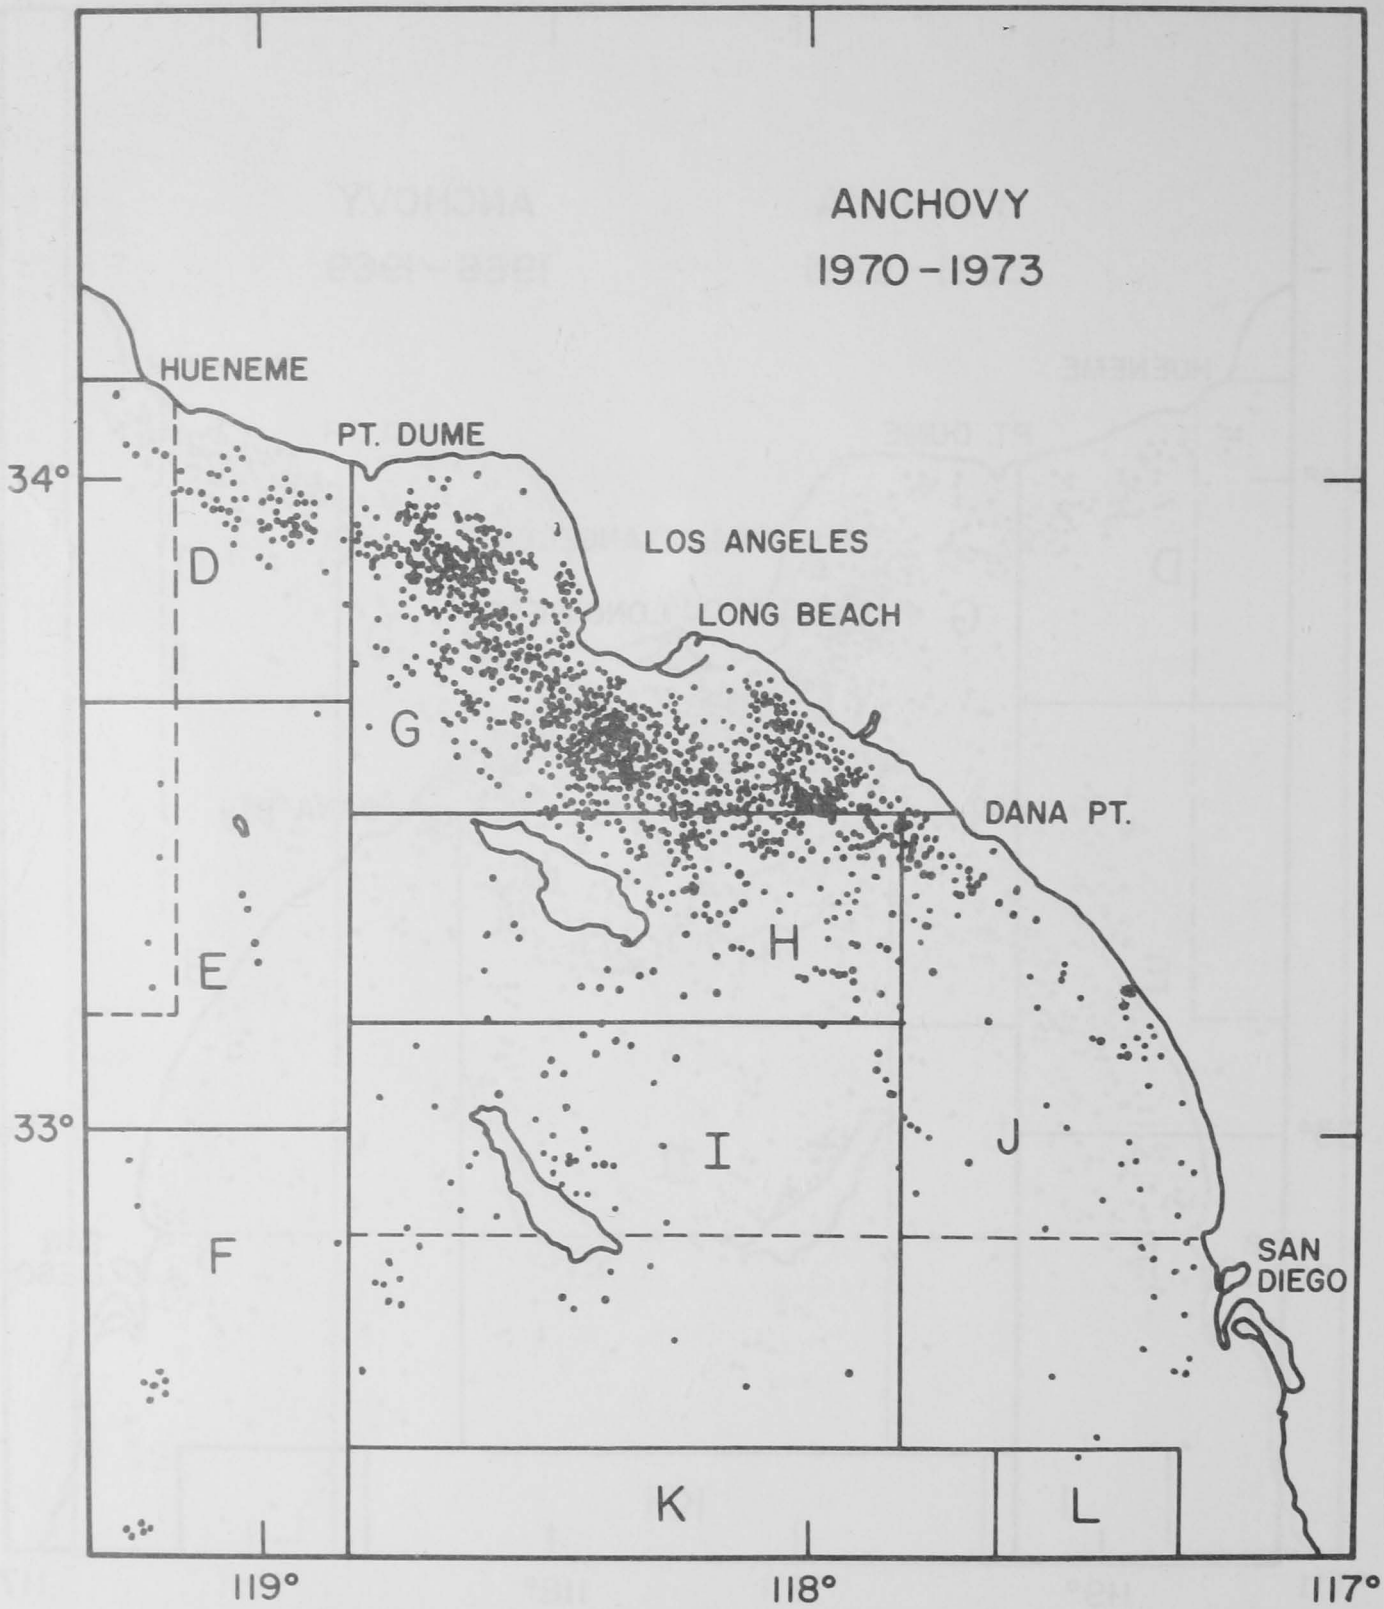 ANCHOVY
1970-1973
HUENEME
PT. DUME
34°
LOS ANGELES
D
LONG BEACH
G
DANA PT.
H
E
33°
I
J
F
SAN
DIEGO
K
L
119°
118°
117°